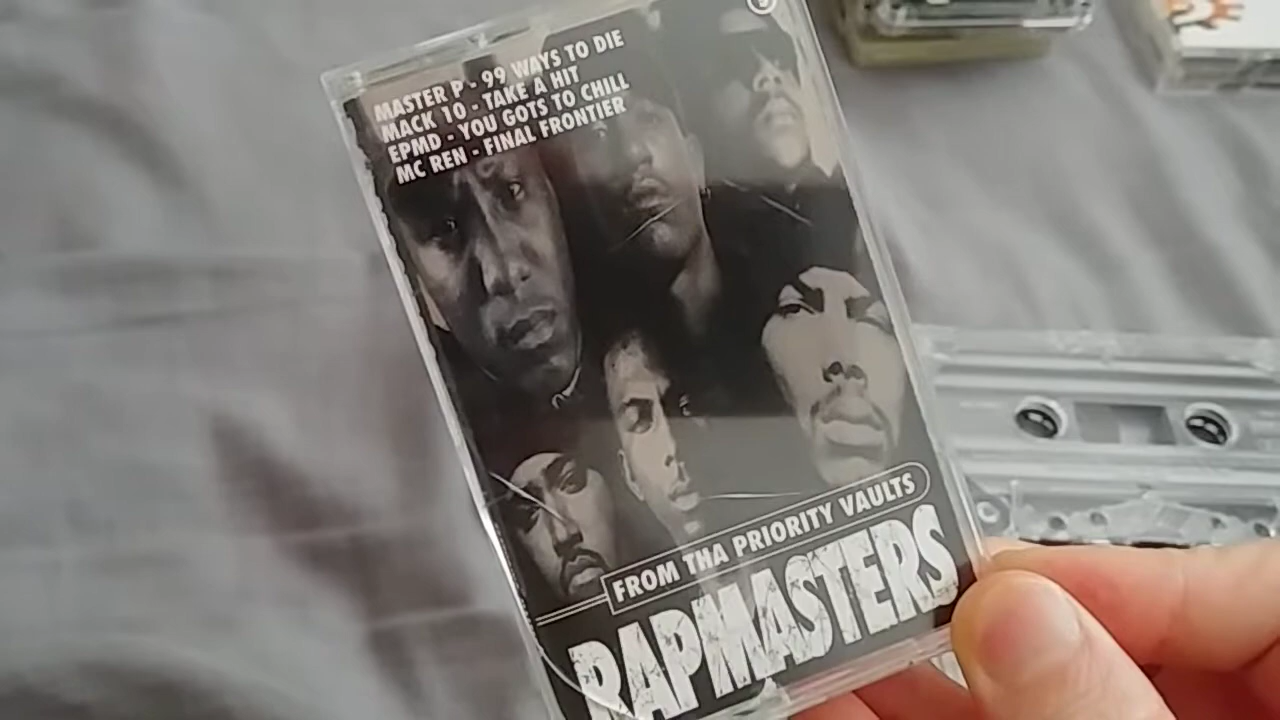 MASTER P - 99 WAYS TO DIE
MACK 10 - TAKE A HIT
EPMD - YOU GOTS TO CHILL
MC REN - FINAL FRONTIER
FROM THA PRIORITY VAULTS
RAPMASTERS